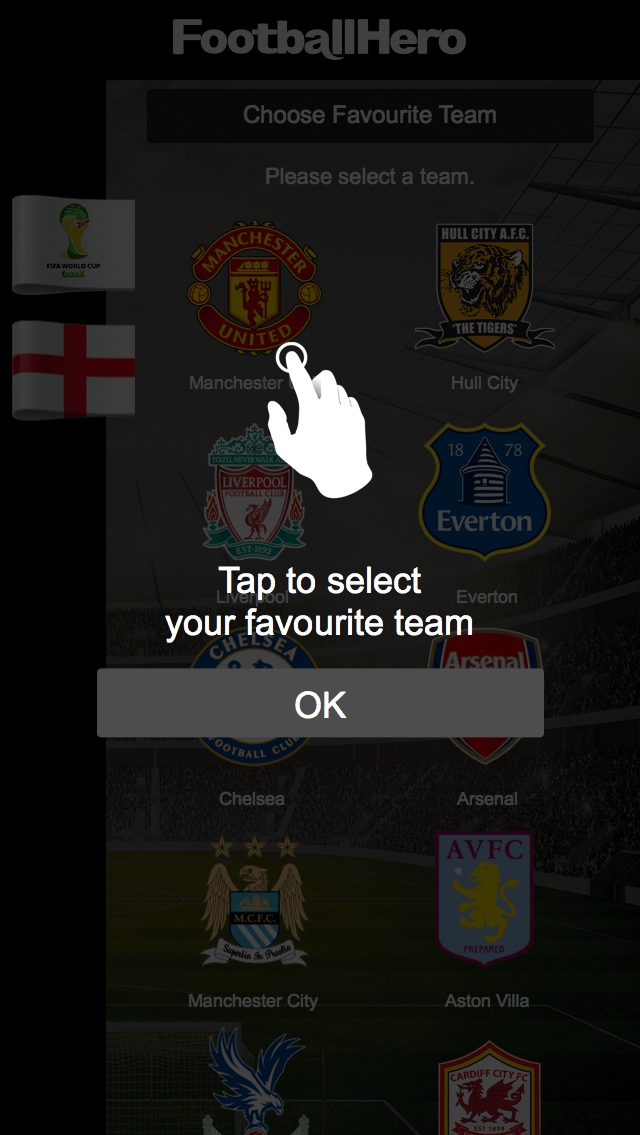 FootballHero
Choose Favourite Team
Please select a team.
FIFA WORLD CUP
Brasil
MANCHESTER
UNITED
HULL CITY A.F.C.
'THE TIGERS'
Manchester
Hull City
YOU'LL NEVER WALK
LIVERPOOL
FOOTBALL CLUB
EST·1892
18 78
Everton
Tap to select
your favourite team
Liverpool
Everton
CHELSEA
FOOTBALL CLUB
Arsenal
OK
Chelsea
Arsenal
M.C.F.C.
Superbia In Praelia
AVFC
PREPARED
Manchester City
Aston Villa
CARDIFF CITY FC
EST 1899